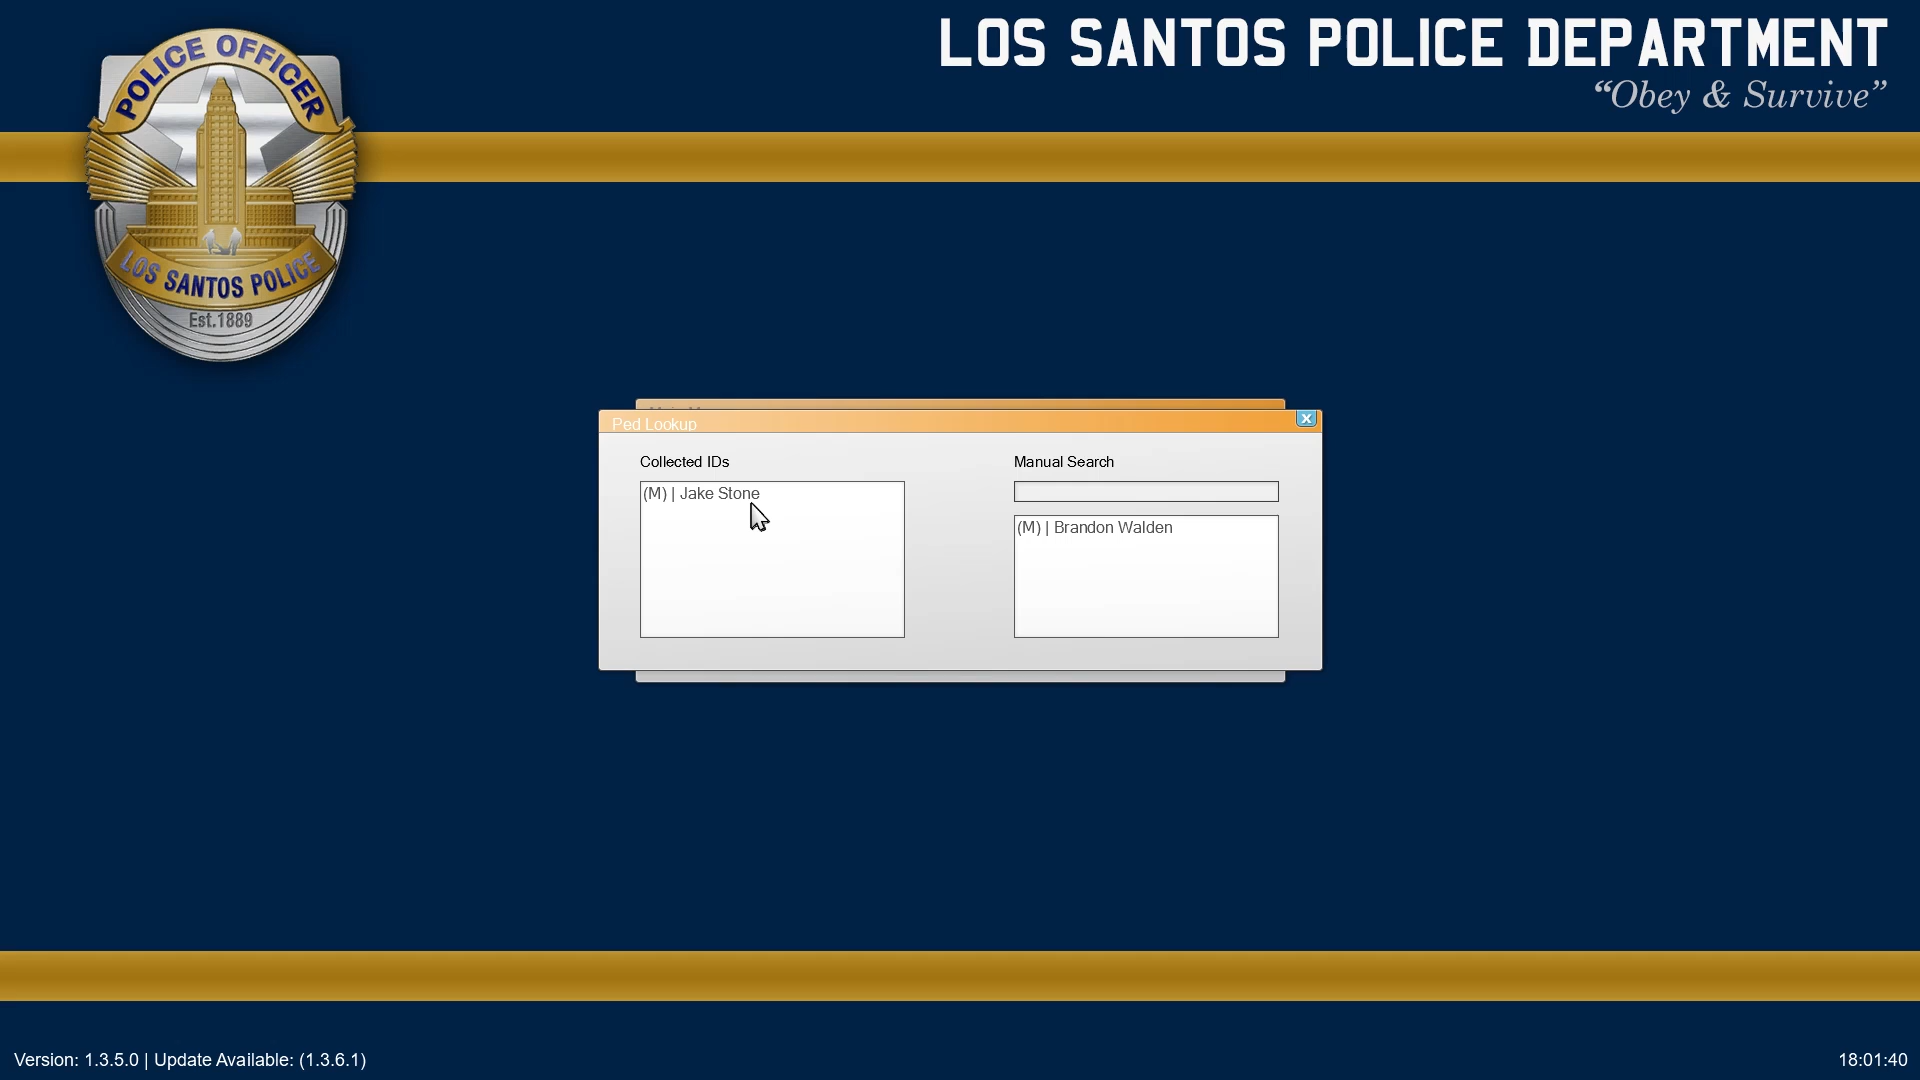 POLICE OFFICER
LOS SANTOS POLICE
Est.1889
LOS SANTOS POLICE DEPARTMENT
“Obey & Survive”
Ped Lookup
Collected IDs
(M) | Jake Stone
Manual Search
(M) | Brandon Walden
Version: 1.3.5.0 | Update Available: (1.3.6.1)
18:01:40